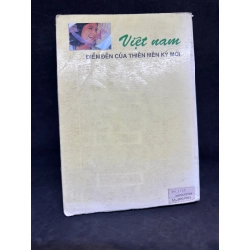 Việt nam
ĐIỂM ĐẾN CỦA THIÊN NIÊN KỶ MỚI